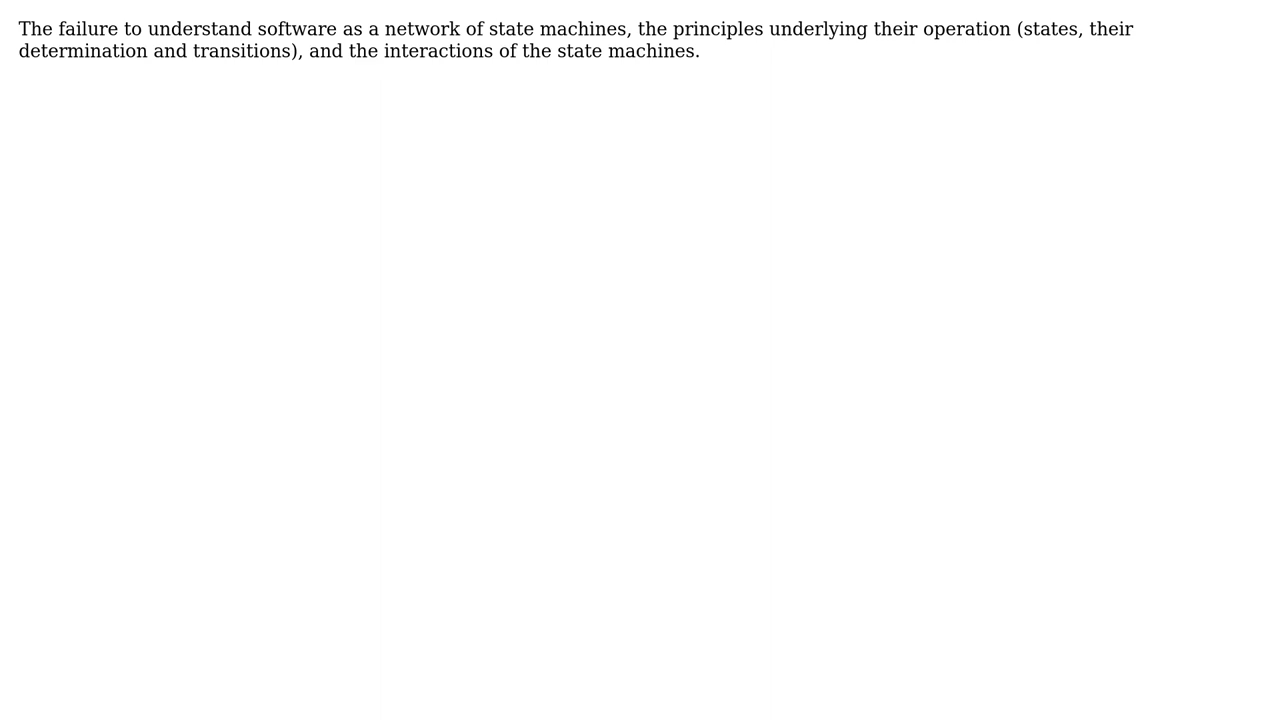 The failure to understand software as a network of state machines, the principles underlying their operation (states, their
determination and transitions), and the interactions of the state machines.